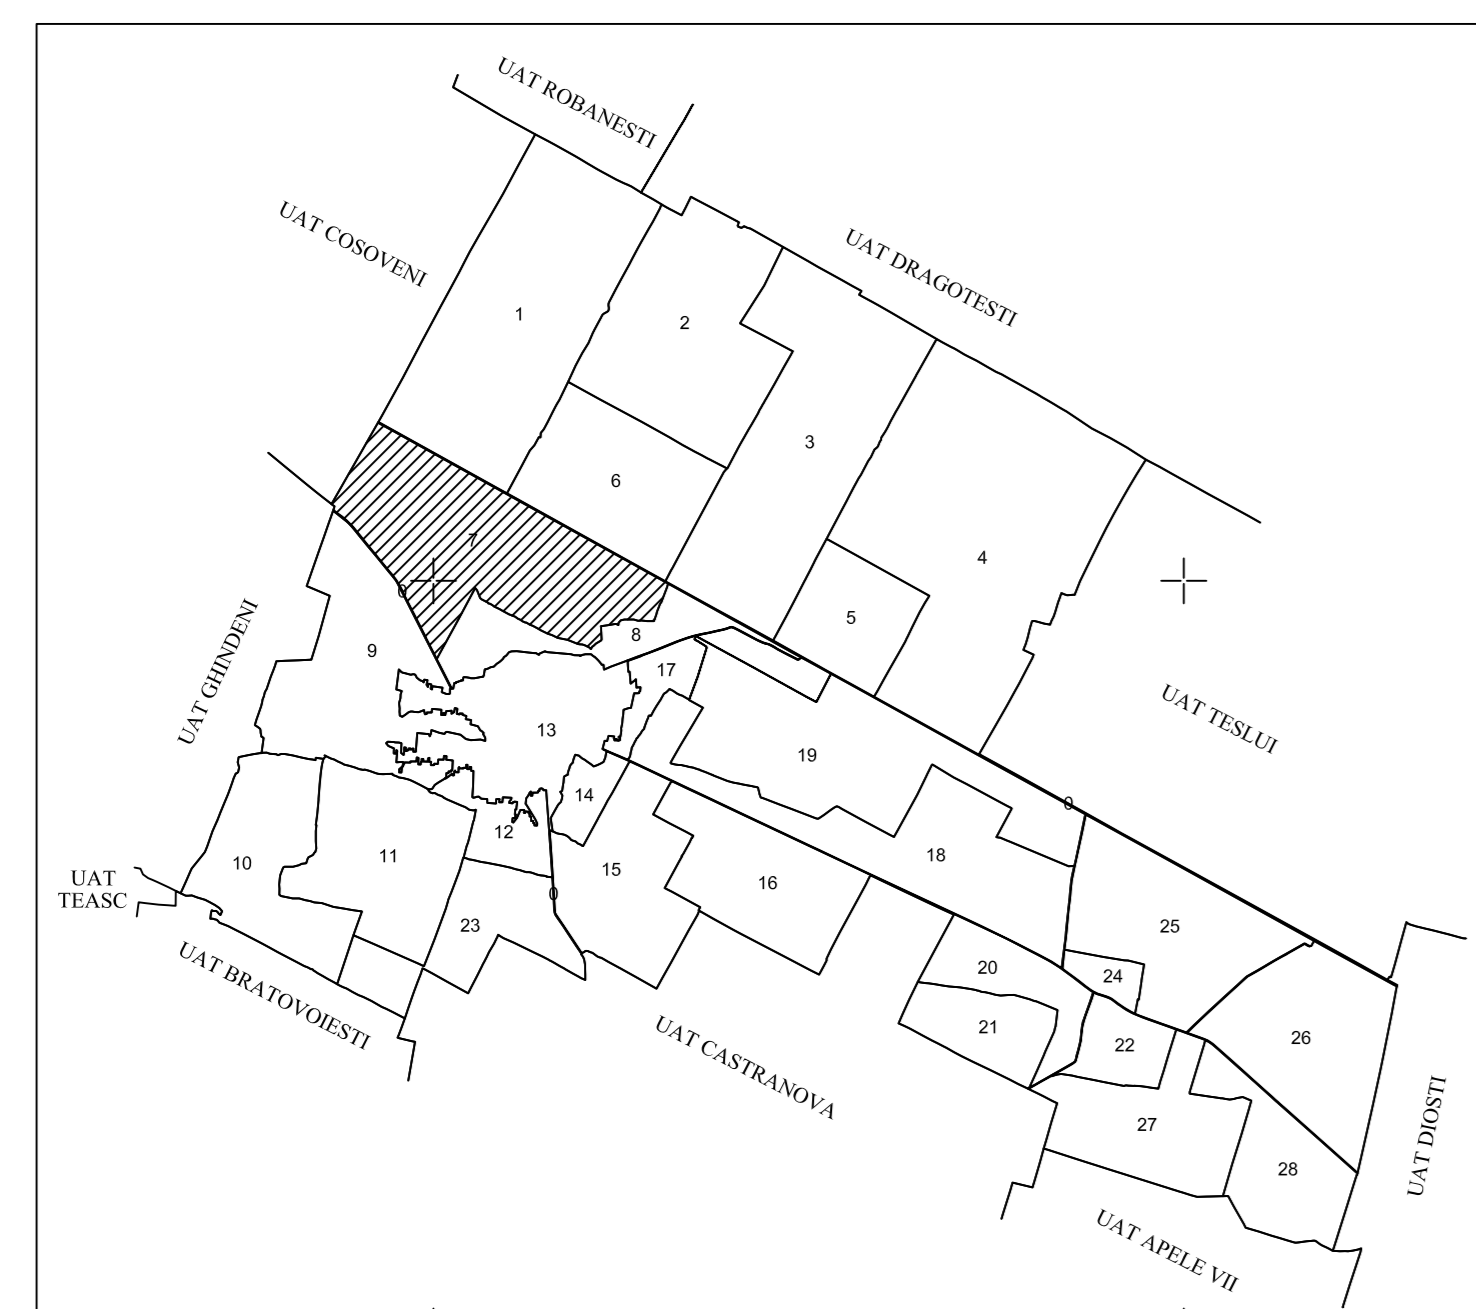 UAT ROBANESTI
UAT COSOVENI
UAT DRAGOTESTI
1
2
3
6
4
7
0
5
8
9
17
UAT GHINDENI
UAT TESLUI
13
19
14
0
12
18
10
11
15
16
UAT
TEASC
0
23
25
UAT BRATOVOIESTI
20
24
21
26
22
UAT CASTRANOVA
27
UAT DIOSTI
28
UAT APELE VII